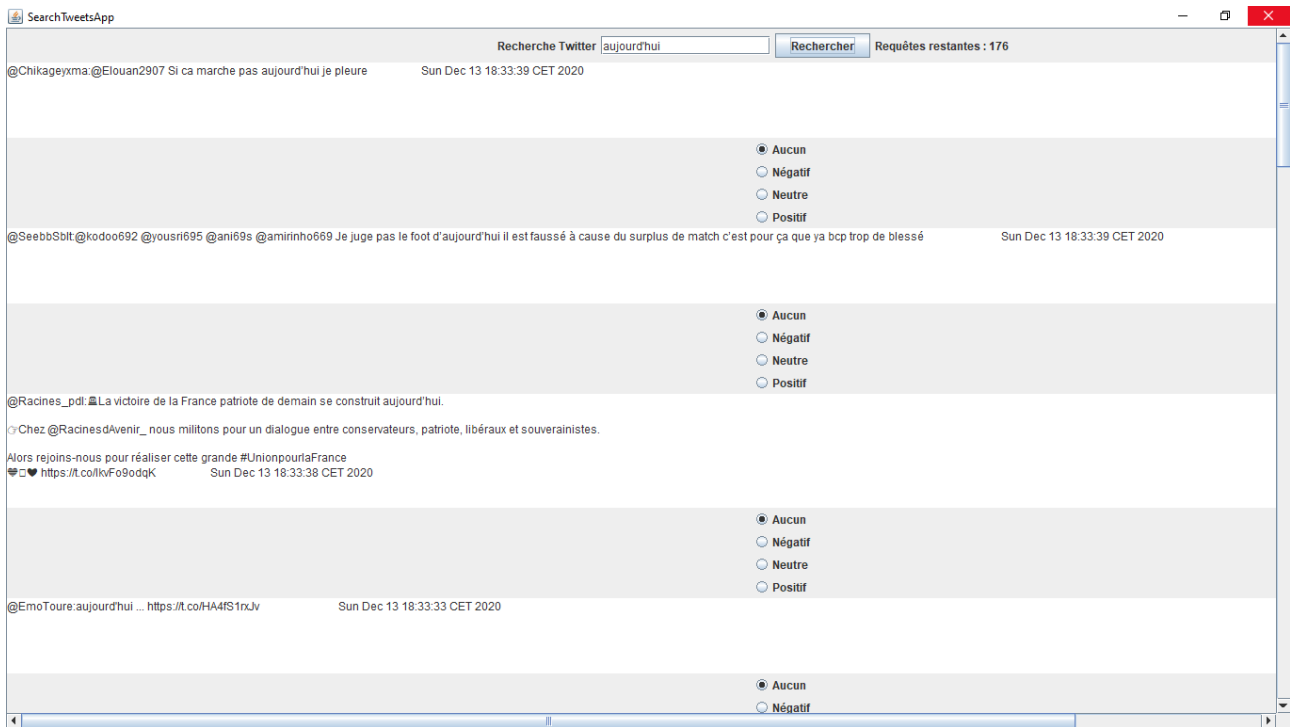 SearchTweetsApp
Recherche Twitter aujourd'hui Rechercher Requêtes restantes : 176
@Chikageyxma:@Elouan2907 Si ca marche pas aujourd'hui je pleure Sun Dec 13 18:33:39 CET 2020
Aucun
Négatif
Neutre
Positif
@SeebbSblt:@kodoo692 @yousri695 @ani69s @amirinho669 Je juge pas le foot d'aujourd'hui il est faussé à cause du surplus de match c'est pour ça que ya bcp trop de blessé Sun Dec 13 18:33:39 CET 2020
Aucun
Négatif
Neutre
Positif
@Racines_pdl:La victoire de la France patriote de demain se construit aujourd'hui.
👉Chez @RacinesdAvenir_ nous militons pour un dialogue entre conservateurs, patriote, libéraux et souverainistes.
Alors rejoins-nous pour réaliser cette grande #UnionpourlaFrance
https://t.co/lkvFo9odqK Sun Dec 13 18:33:38 CET 2020
Aucun
Négatif
Neutre
Positif
@EmoToure:aujourd'hui ... https://t.co/HA4fS1rxJv Sun Dec 13 18:33:33 CET 2020
Aucun
Négatif